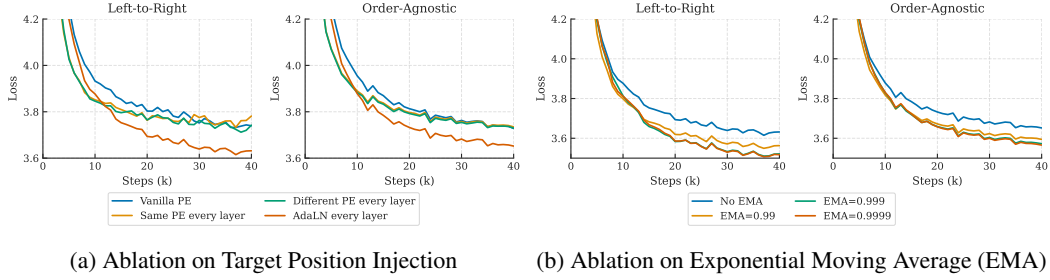 Left-to-Right
Order-Agnostic
Left-to-Right
Order-Agnostic
4.2
4.0
3.8
3.6
Loss
0
10
20
30
40
Steps (k)
4.2
4.0
3.8
3.6
Loss
0
10
20
30
40
Steps (k)
4.2
4.0
3.8
3.6
Loss
0
10
20
30
40
Steps (k)
4.2
4.0
3.8
3.6
Loss
0
10
20
30
40
Steps (k)
Vanilla PE
Same PE every layer
Different PE every layer
AdaLN every layer
No EMA
EMA=0.99
EMA=0.999
EMA=0.9999
(a) Ablation on Target Position Injection
(b) Ablation on Exponential Moving Average (EMA)